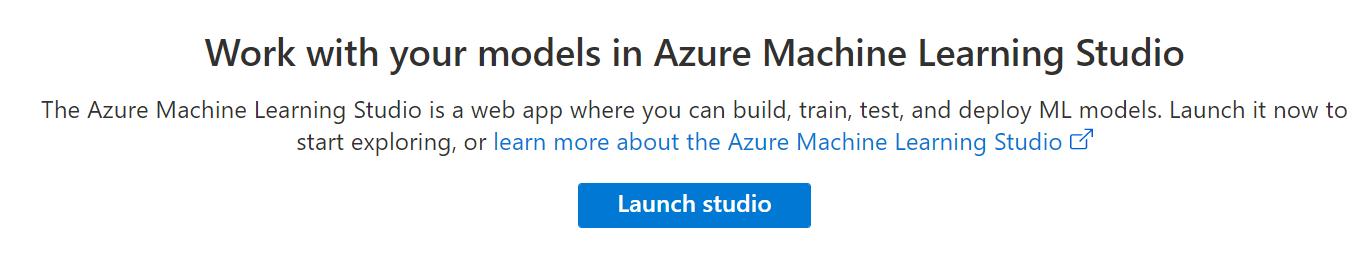 Work with your models in Azure Machine Learning Studio
The Azure Machine Learning Studio is a web app where you can build, train, test, and deploy ML models. Launch it now to
start exploring, or learn more about the Azure Machine Learning Studio
Launch studio